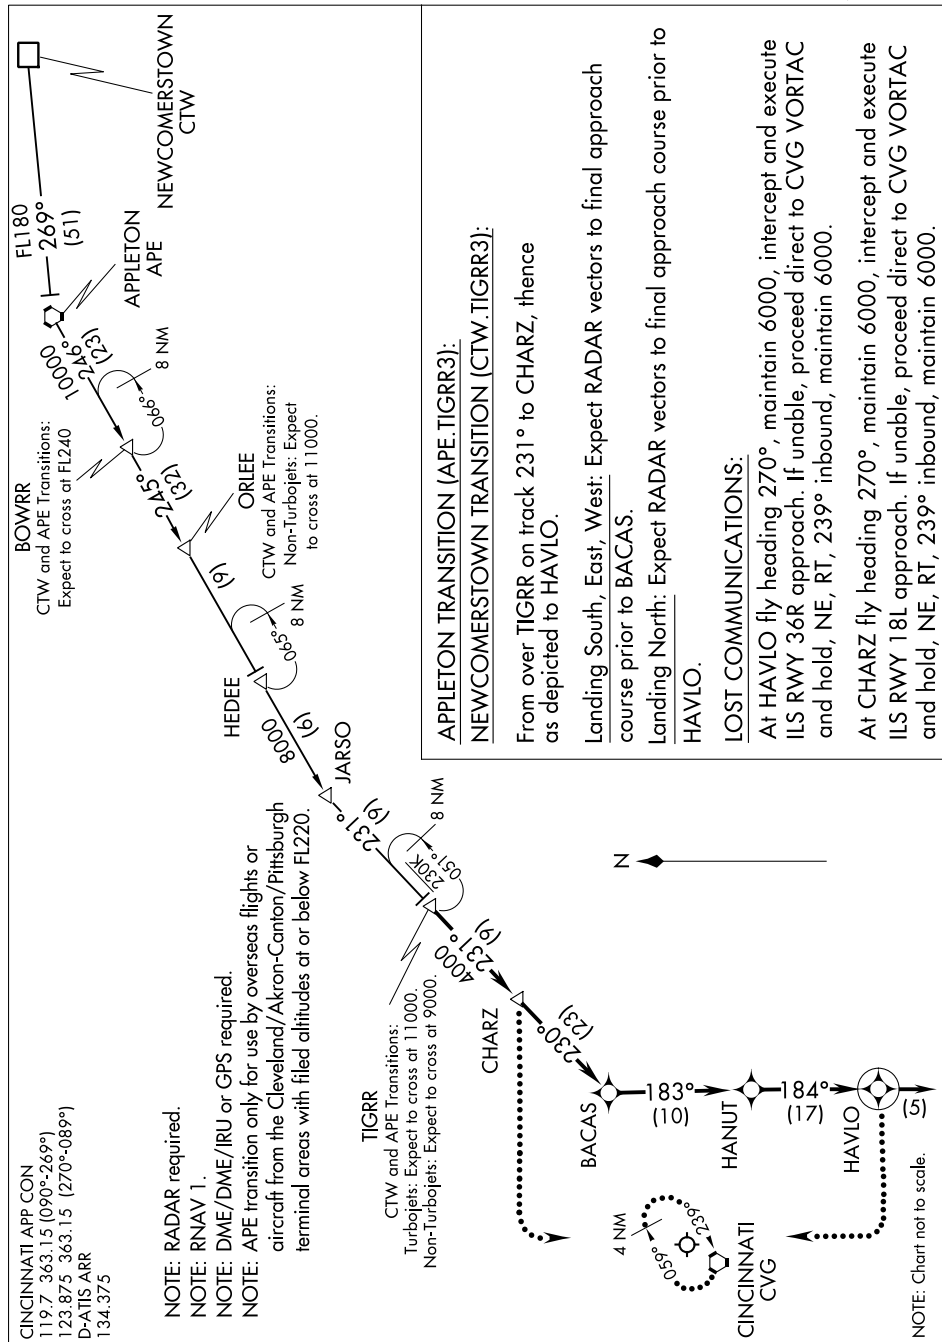 CINCINNATI APP CON
119.7 363.15 (090°-269°)
123.875 363.15 (270°-089°)
D-ATIS ARR
134.375
NOTE: RADAR required.
NOTE: RNAV 1.
NOTE: DME/DME/IRU or GPS required.
NOTE: APE transition only for use by overseas flights or
aircraft from the Cleveland/Akron-Canton/Pittsburgh
terminal areas with filed altitudes at or below FL220.
BOWRR
CTW and APE Transitions:
Expect to cross at FL240
FL180
269°
(51)
NEWCOMERSTOWN
CTW
APPLETON
APE
10000
246°
(23)
066°
8 NM
245°
(32)
ORLEE
CTW and APE Transitions:
Non-Turbojets: Expect
to cross at 11000.
(9)
HEDEE
065°
8 NM
8000
(6)
JARSO
231°
(9)
230K
051°
8 NM
TIGRR
CTW and APE Transitions:
Turbojets: Expect to cross at 11000.
Non-Turbojets: Expect to cross at 9000.
4000
231°
(9)
CHARZ
230°
(23)
BACAS
183°
(10)
HANUT
184°
(17)
HAVLO
(5)
4 NM
059°
239°
CINCINNATI
CVG
N
NOTE: Chart not to scale.
APPLETON TRANSITION (APE.TIGRR3):
NEWCOMERSTOWN TRANSITION (CTW.TIGRR3):
From over TIGRR on track 231° to CHARZ, thence
as depicted to HAVLO.
Landing South, East, West: Expect RADAR vectors to final approach
course prior to BACAS.
Landing North: Expect RADAR vectors to final approach course prior to
HAVLO.
LOST COMMUNICATIONS:
At HAVLO fly heading 270°, maintain 6000, intercept and execute
ILS RWY 36R approach. If unable, proceed direct to CVG VORTAC
and hold, NE, RT, 239° inbound, maintain 6000.
At CHARZ fly heading 270°, maintain 6000, intercept and execute
ILS RWY 18L approach. If unable, proceed direct to CVG VORTAC
and hold, NE, RT, 239° inbound, maintain 6000.